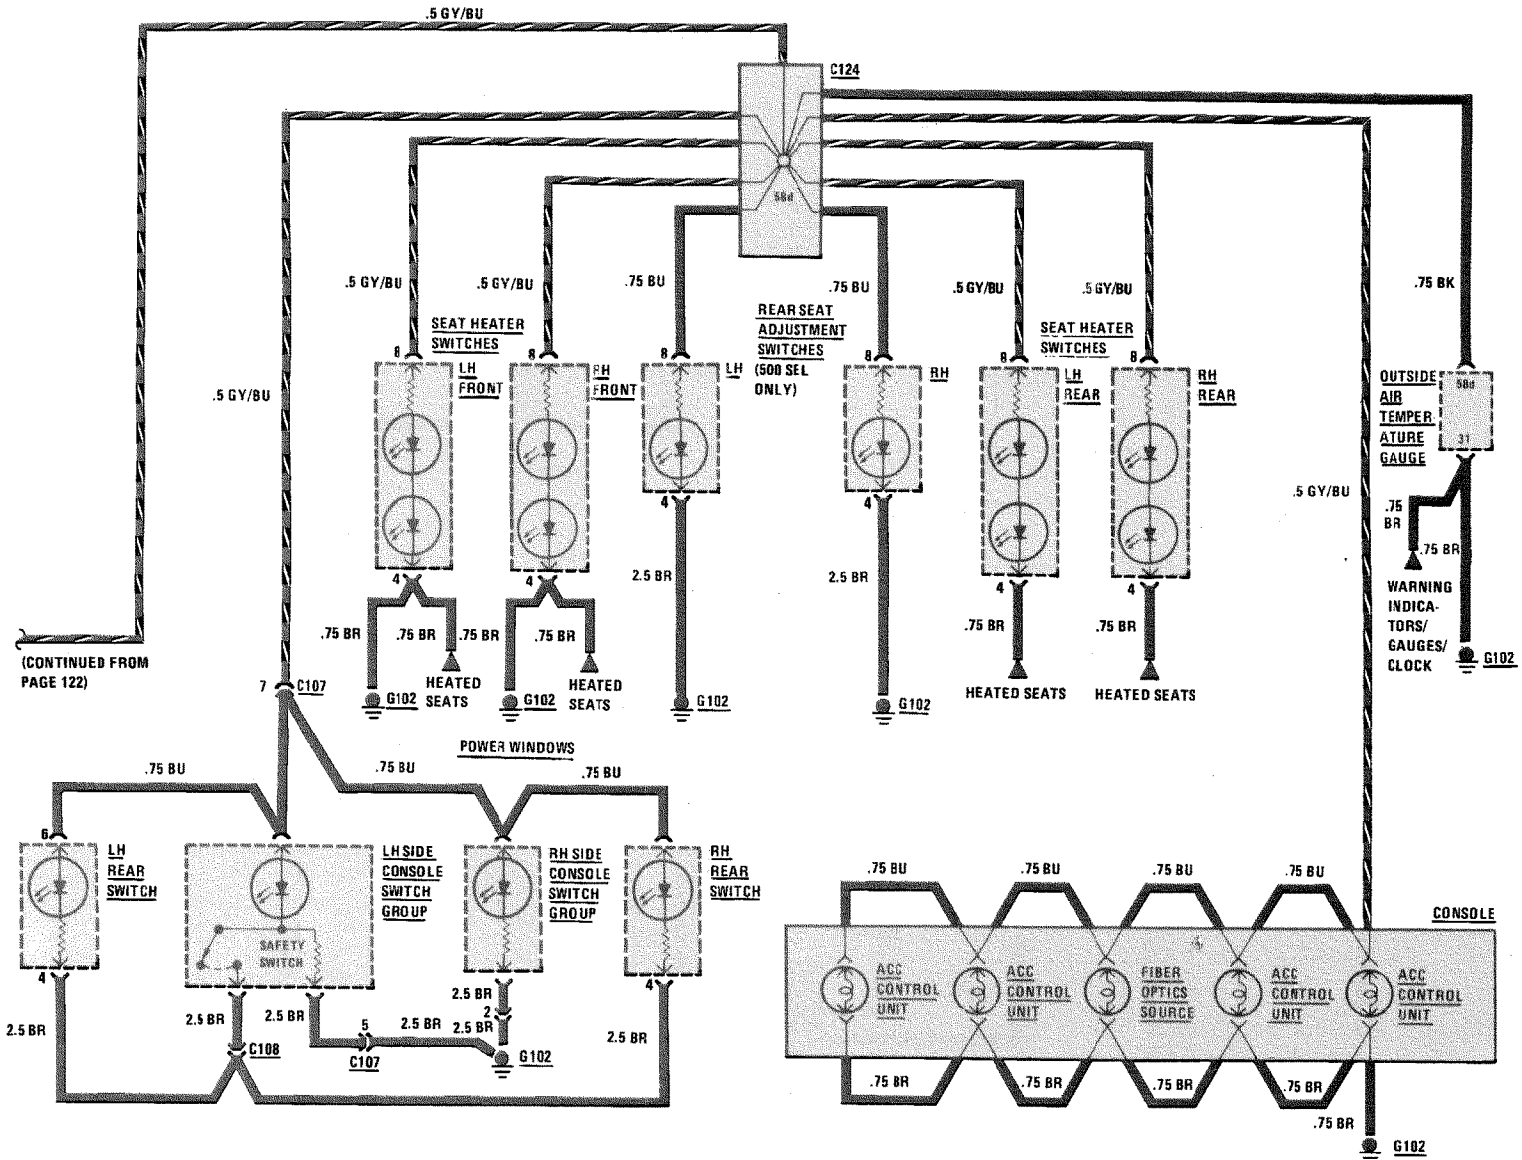 .5 GY/BU
C124
58d
.5 GY/BU
.5 GY/BU
.75 BU
REAR SEAT
ADJUSTMENT
SWITCHES
(500 SEL
ONLY)
.75 BU
.5 GY/BU
.5 GY/BU
.75 BK
SEAT HEATER
SWITCHES
SEAT HEATER
SWITCHES
8
LH
FRONT
8
RH
FRONT
8
LH
8
RH
8
LH
REAR
8
RH
REAR
.5 GY/BU
OUTSIDE
AIR
TEMPER-
ATURE
GAUGE
58d
31
.5 GY/BU
4
4
4
4
4
4
2.5 BR
2.5 BR
.75
BR
.75 BR
WARNING
INDICA-
TORS/
GAUGES/
CLOCK
G102
.75 BR
.75 BR
.75 BR
.75 BR
.75 BR
.75 BR
(CONTINUED FROM
PAGE 122)
7
C107
G102
HEATED
SEATS
G102
HEATED
SEATS
G102
G102
HEATED SEATS
HEATED SEATS
POWER WINDOWS
.75 BU
.75 BU
.75 BU
6
LH
REAR
SWITCH
LH SIDE
CONSOLE
SWITCH
GROUP
RH SIDE
CONSOLE
SWITCH
GROUP
RH
REAR
SWITCH
SAFETY
SWITCH
4
4
2.5 BR
2.5 BR
2.5 BR
5
C107
2.5 BR
2.5 BR
2
2.5 BR
G102
2.5 BR
C108
.75 BU
.75 BU
.75 BU
.75 BU
CONSOLE
ACC
CONTROL
UNIT
ACC
CONTROL
UNIT
FIBER
OPTICS
SOURCE
ACC
CONTROL
UNIT
ACC
CONTROL
UNIT
.75 BR
.75 BR
.75 BR
.75 BR
.75 BR
G102